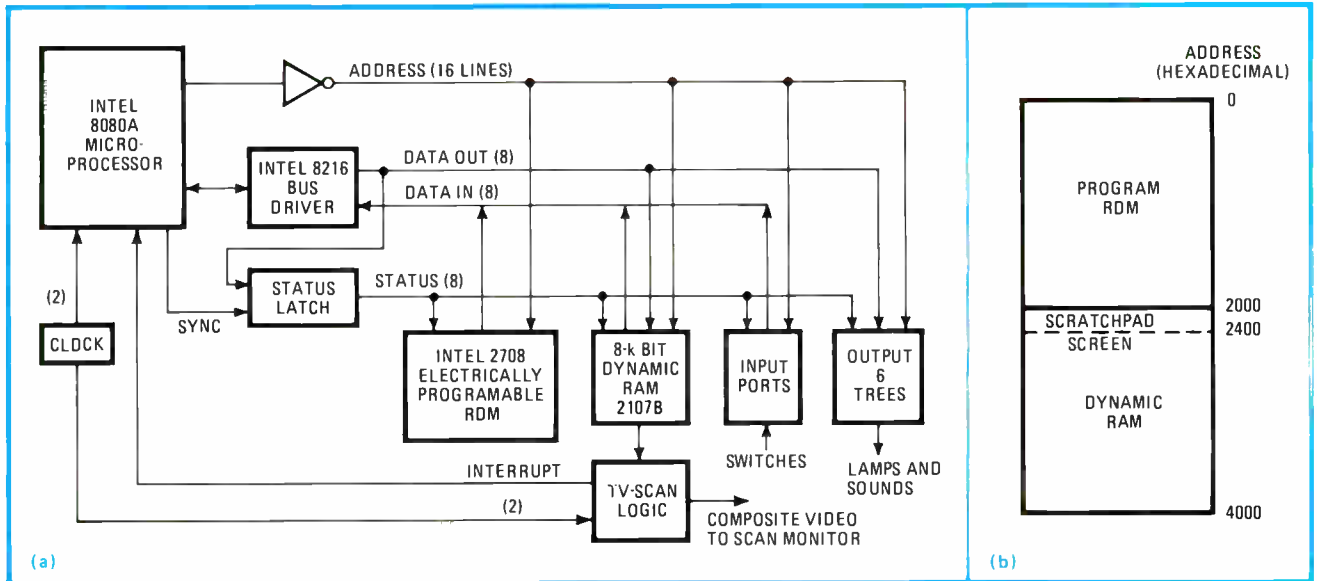 INTEL
8080A
MICRO-
PROCESSOR
ADDRESS (16 LINES)
INTEL 8216
BUS
DRIVER
DATA OUT (8)
DATA IN (8)
(2)
CLDCK
SYNC
STATUS
LATCH
STATUS (8)
INTEL 2708
ELECTRICALLY
PROGRAMABLE
RDM
8-k BIT
DYNAMIC
RAM
2107B
INPUT
PORTS
OUTPUT
6
TREES
SWITCHES
LAMPS AND
SOUNDS
INTERRUPT
(2)
TV-SCAN
LOGIC
COMPOSITE VIDEO
TO SCAN MONITOR
(a)
ADDRESS
(HEXADECIMAL)
0
PROGRAM
RDM
2000
SCRATCHPAD
2400
SCREEN
DYNAMIC
RAM
4000
(b)